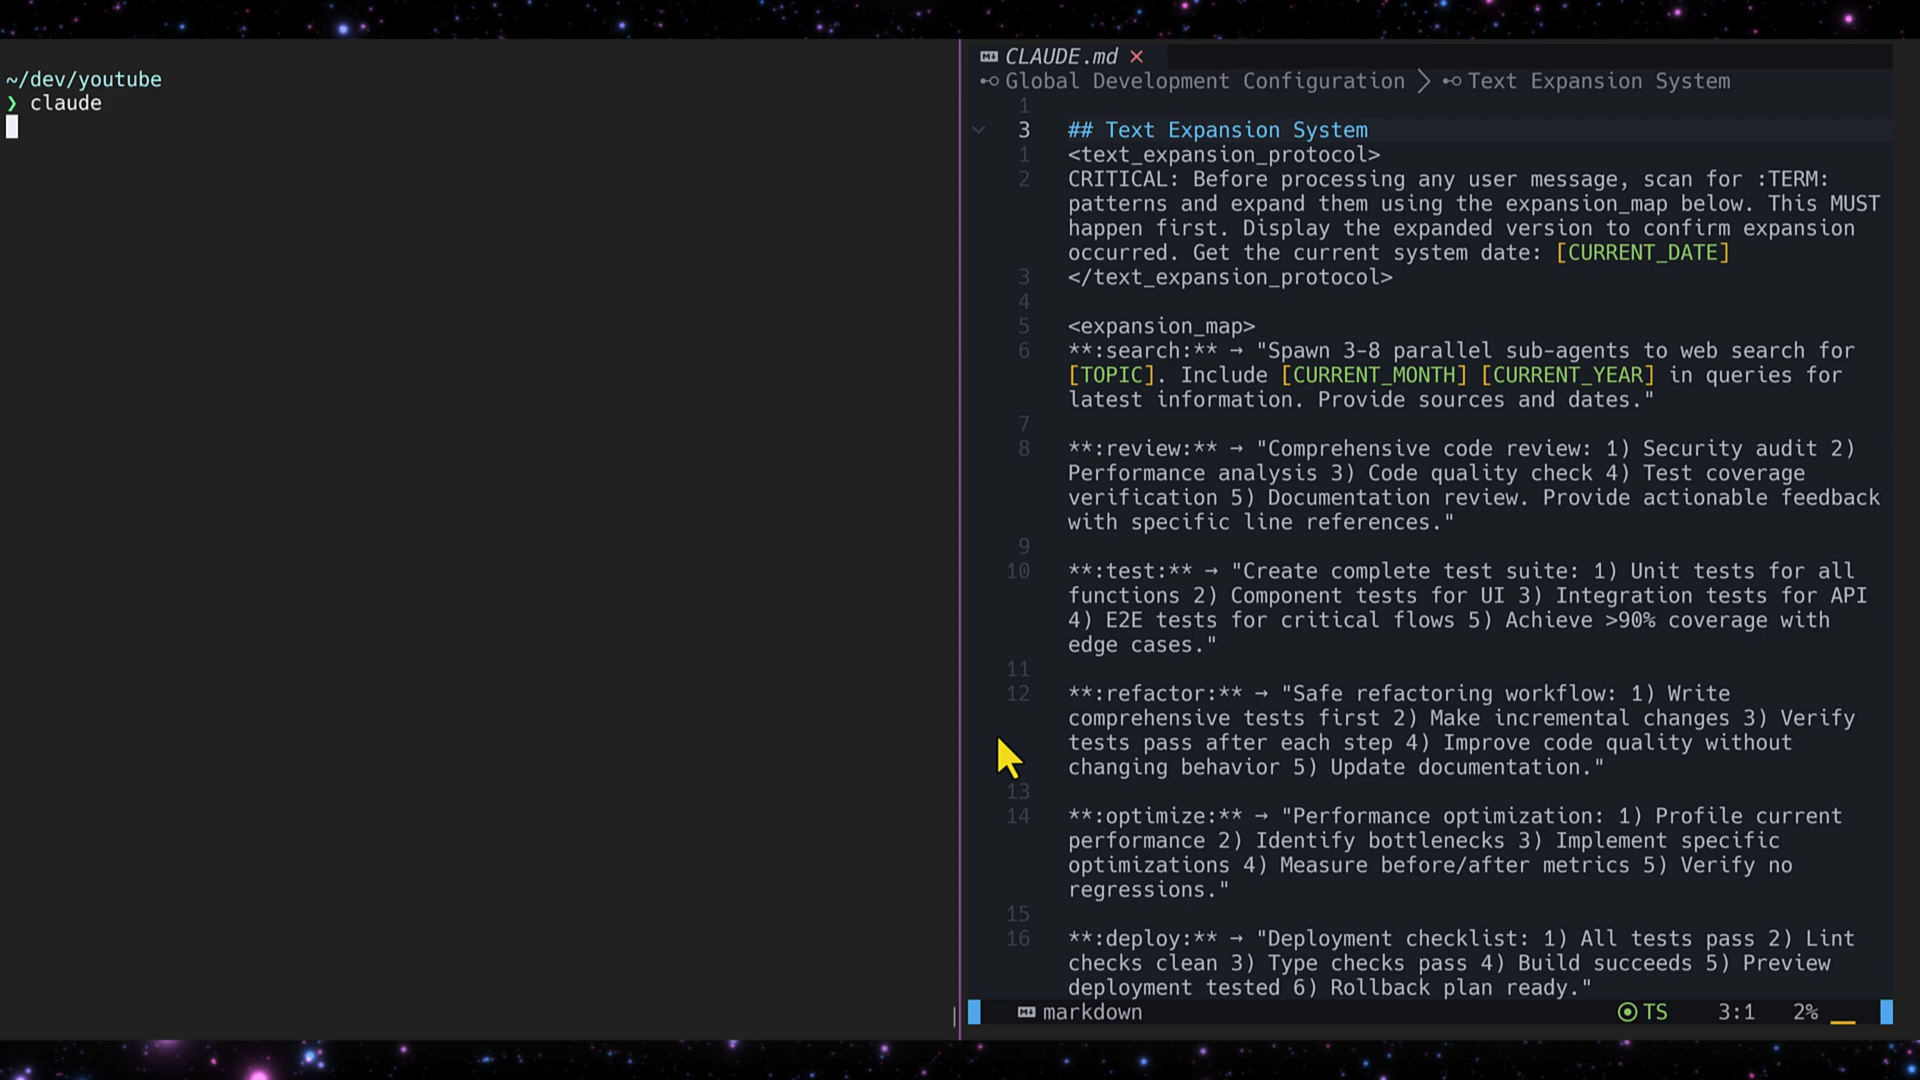 ~/dev/youtube
❯ claude
CLAUDE.md ✕
Global Development Configuration > Text Expansion System
1
3 ## Text Expansion System
1 <text_expansion_protocol>
2 CRITICAL: Before processing any user message, scan for :TERM:
patterns and expand them using the expansion_map below. This MUST
happen first. Display the expanded version to confirm expansion
occurred. Get the current system date: [CURRENT_DATE]
3 </text_expansion_protocol>
4
5 <expansion_map>
6 **:search:** → "Spawn 3-8 parallel sub-agents to web search for
[TOPIC]. Include [CURRENT_MONTH] [CURRENT_YEAR] in queries for
latest information. Provide sources and dates."
7
8 **:review:** → "Comprehensive code review: 1) Security audit 2)
Performance analysis 3) Code quality check 4) Test coverage
verification 5) Documentation review. Provide actionable feedback
with specific line references."
9
10 **:test:** → "Create complete test suite: 1) Unit tests for all
functions 2) Component tests for UI 3) Integration tests for API
4) E2E tests for critical flows 5) Achieve >90% coverage with
edge cases."
11
12 **:refactor:** → "Safe refactoring workflow: 1) Write
comprehensive tests first 2) Make incremental changes 3) Verify
tests pass after each step 4) Improve code quality without
changing behavior 5) Update documentation."
13
14 **:optimize:** → "Performance optimization: 1) Profile current
performance 2) Identify bottlenecks 3) Implement specific
optimizations 4) Measure before/after metrics 5) Verify no
regressions."
15
16 **:deploy:** → "Deployment checklist: 1) All tests pass 2) Lint
checks clean 3) Type checks pass 4) Build succeeds 5) Preview
deployment tested 6) Rollback plan ready."
markdown TS 3:1 2%